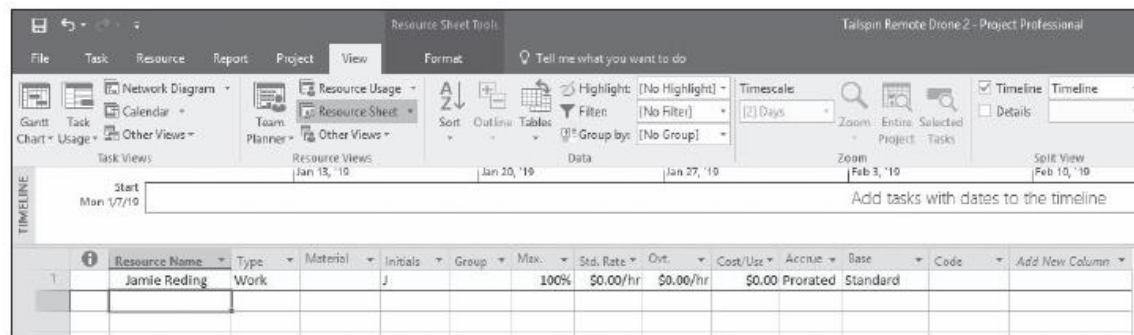 Resource Sheet Tools
Tailspin Remote Drone 2 - Project Professional
File Task Resource Report Project View Format Tell me what you want to do
Gantt Chart
Task Usage
Network Diagram
Calendar
Other Views
Task Views
Team Planner
Resource Usage
Resource Sheet
Other Views
Resource Views
Sort
Outline
Tables
Highlight: [No Highlight]
Filter: [No Filter]
Group by: [No Group]
Data
Timescale:
[2] Days
Zoom
Entire Project
Selected Tasks
Zoom
Timeline Timeline
Details
Split View
TIMELINE
Jan 13, '19 Jan 20, '19 Jan 27, '19 Feb 3, '19 Feb 10, '19
Start
Mon 1/7/19
Add tasks with dates to the timeline
Resource Name Type Material Initials Group Max. Std. Rate Ovt. Cost/Use Accrue Base Code Add New Column
1 Jamie Reding Work J 100% $0.00/hr $0.00/hr $0.00 Prorated Standard